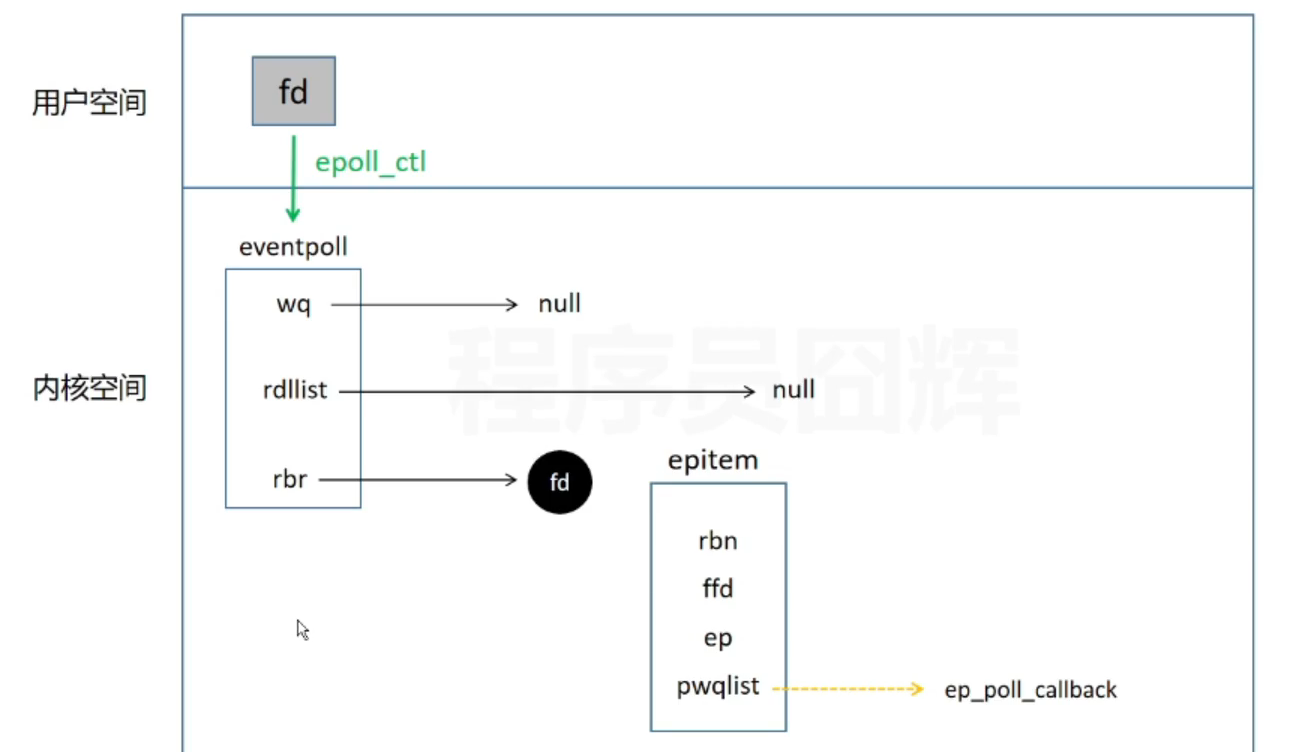 用户空间
fd
epoll_ctl
eventpoll
wq
null
程序员囧辉
内核空间
rdllist
null
rbr
fd
epitem
rbn
ffd
ep
pwqlist
ep_poll_callback